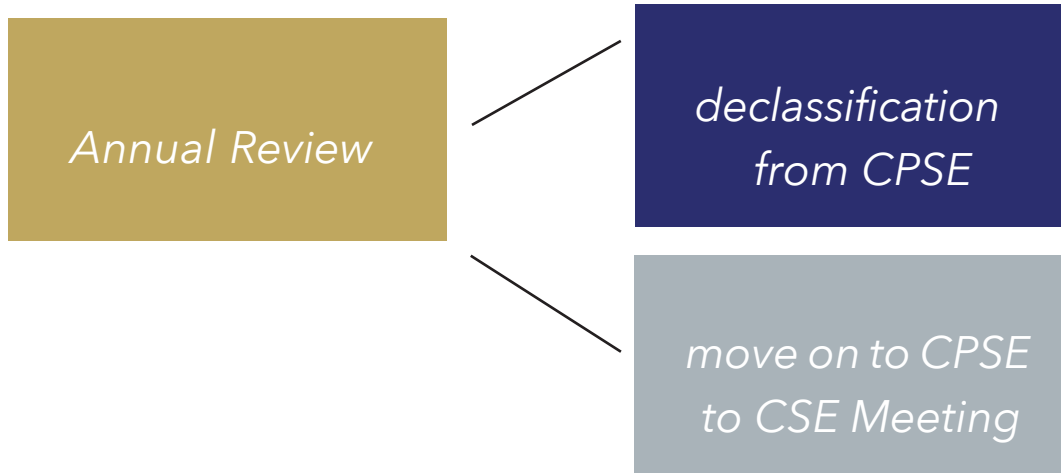 Annual Review
declassification
from CPSE
move on to CPSE
to CSE Meeting